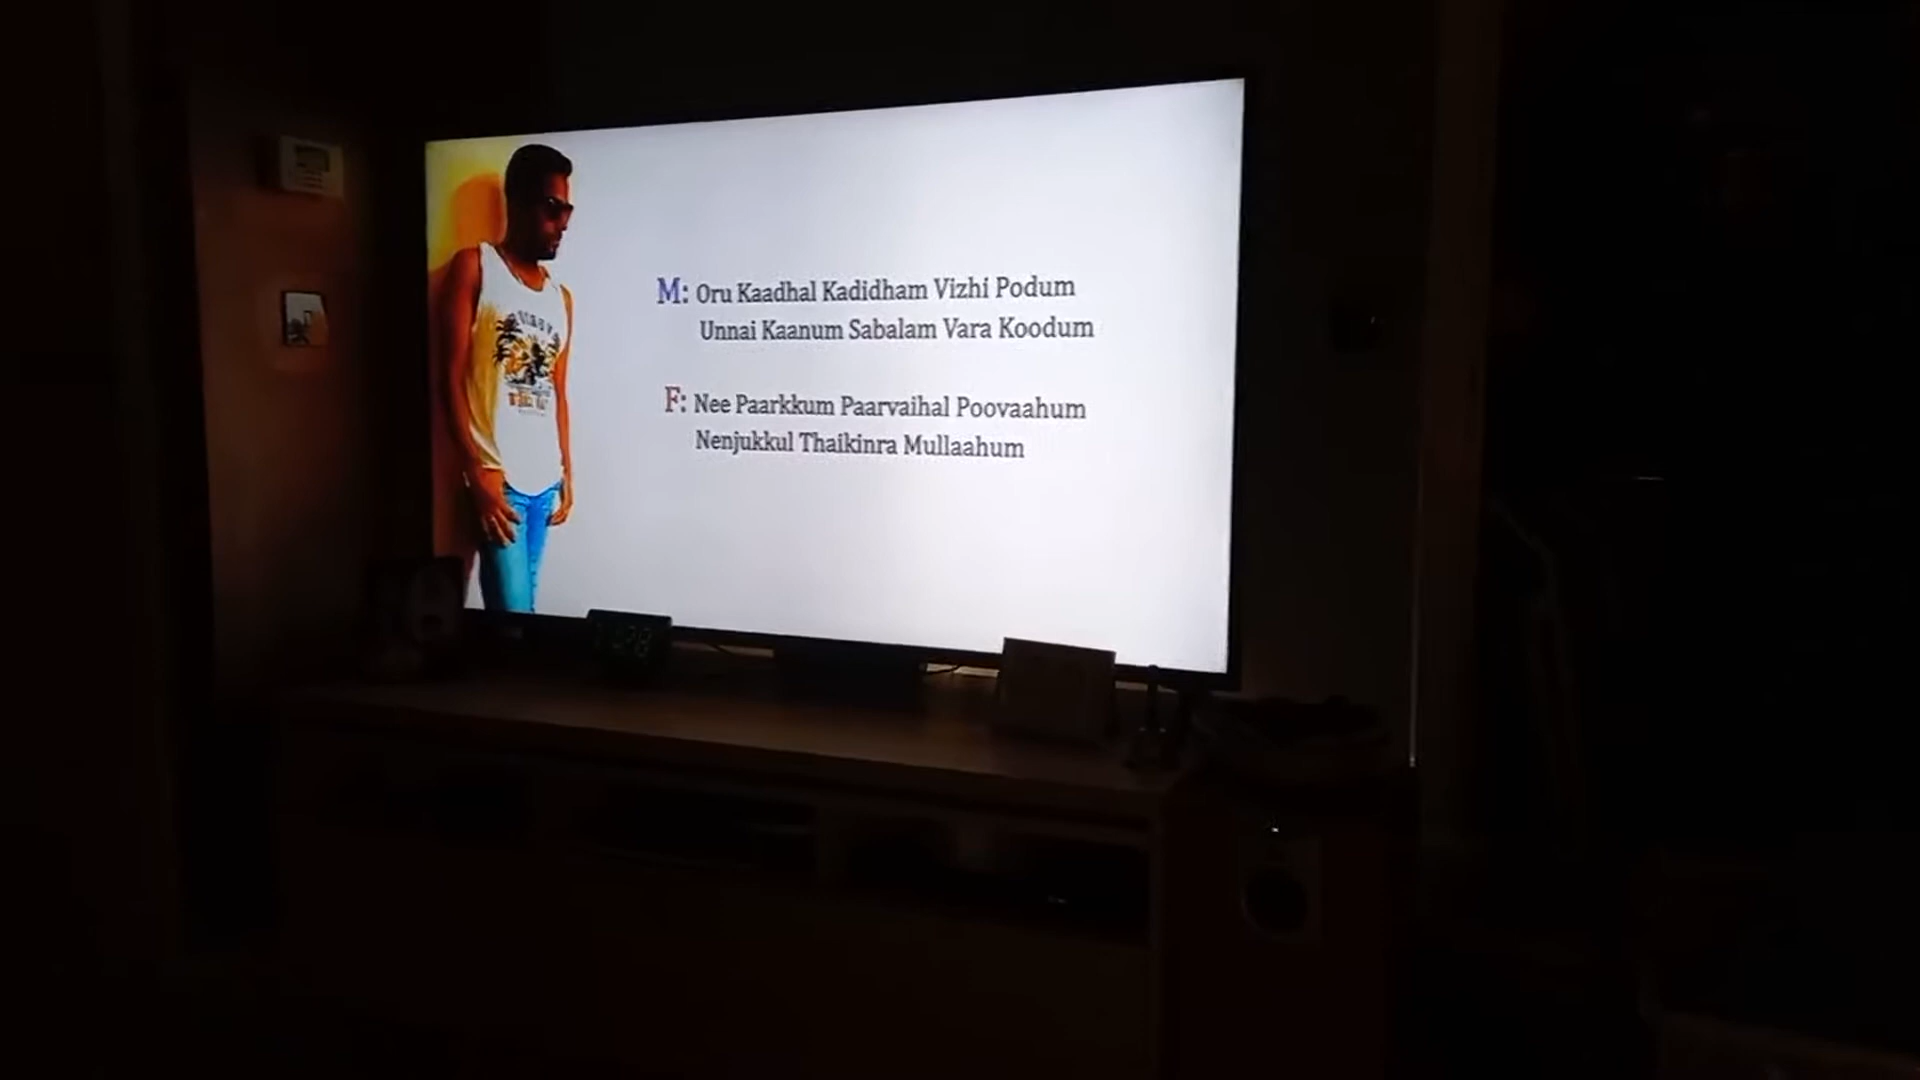 M: Oru Kaadhal Kadidham Vizhi Podum
Unnai Kaanum Sabalam Vara Koodum
F: Nee Paarkkum Paarvaihal Poovaahum
Nenjukkul Thaikinra Mullaahum